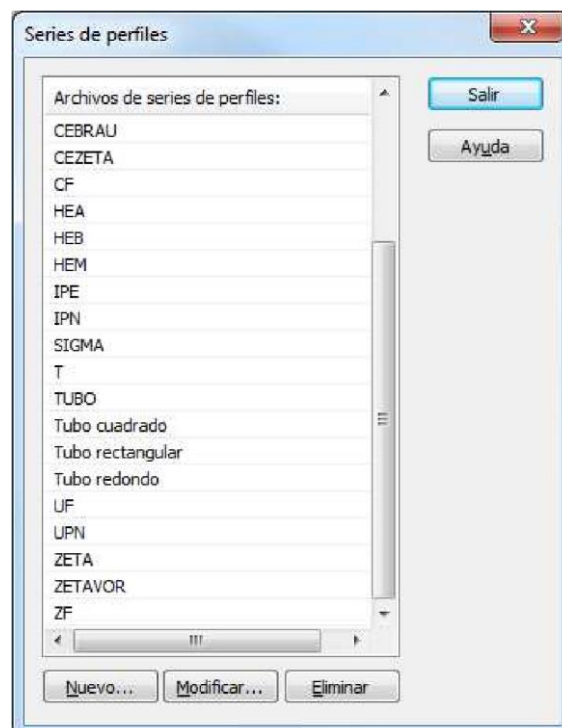 Series de perfiles
Archivos de series de perfiles:
CEBRAU
CEZETA
CF
HEA
HEB
HEM
IPE
IPN
SIGMA
T
TUBO
Tubo cuadrado
Tubo rectangular
Tubo redondo
UF
UPN
ZETA
ZETAVOR
ZF
Salir
Ayuda
Nuevo... Modificar... Eliminar